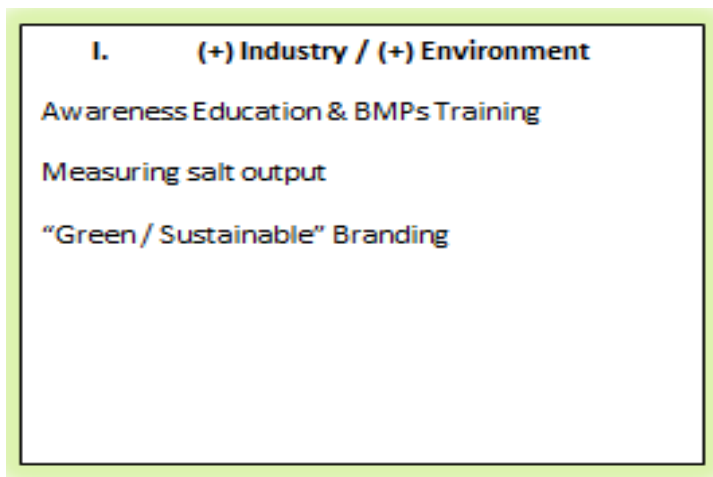 I. (+) Industry / (+) Environment
Awareness Education & BMPs Training
Measuring salt output
“Green / Sustainable” Branding